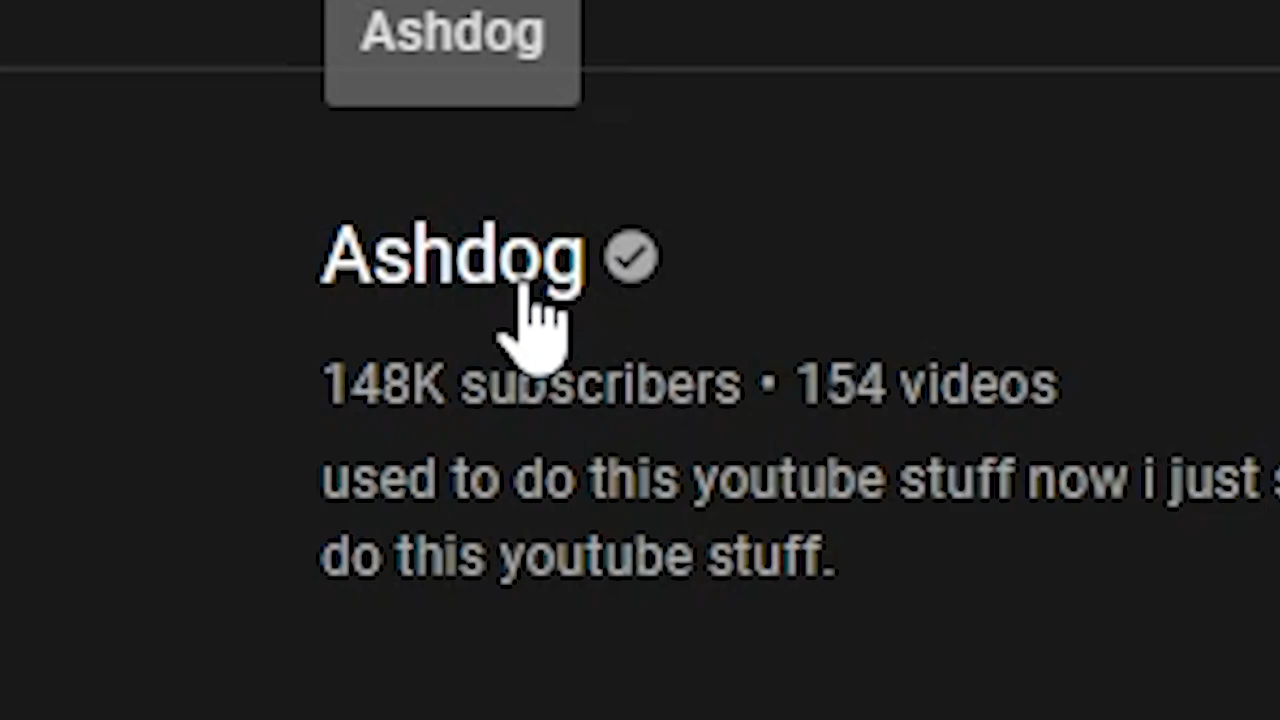 Ashdog
Ashdog
148K subscribers • 154 videos
used to do this youtube stuff now i just
do this youtube stuff.